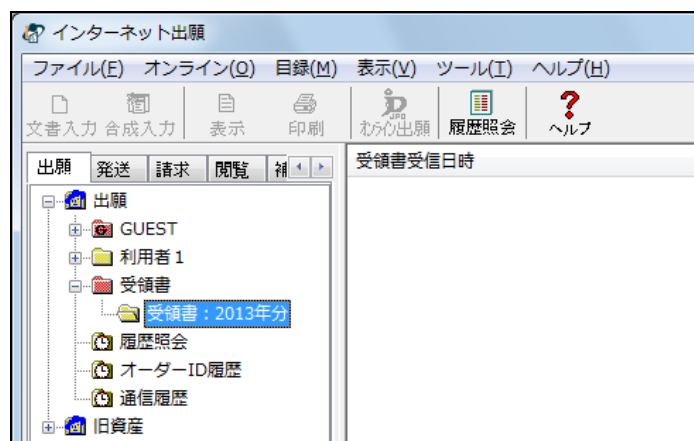 インターネット出願
ファイル(F) オンライン(O) 目録(M) 表示(V) ツール(T) ヘルプ(H)
文書入力 合成入力 表示 印刷 JPO オンライン出願 履歴照会 ヘルプ
出願 発送 請求 閲覧 補
受領書受信日時
出願
GUEST
利用者1
受領書
受領書：2013年分
履歴照会
オーダーID履歴
通信履歴
旧資産